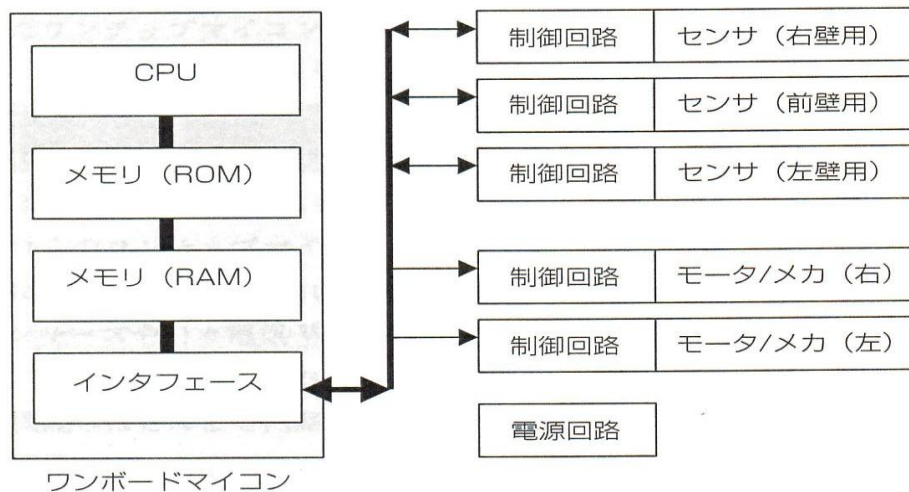 CPU
メモリ（ROM）
メモリ（RAM）
インタフェース
ワンボードマイコン
制御回路 センサ（右壁用）
制御回路 センサ（前壁用）
制御回路 センサ（左壁用）
制御回路 モータ/メカ（右）
制御回路 モータ/メカ（左）
電源回路